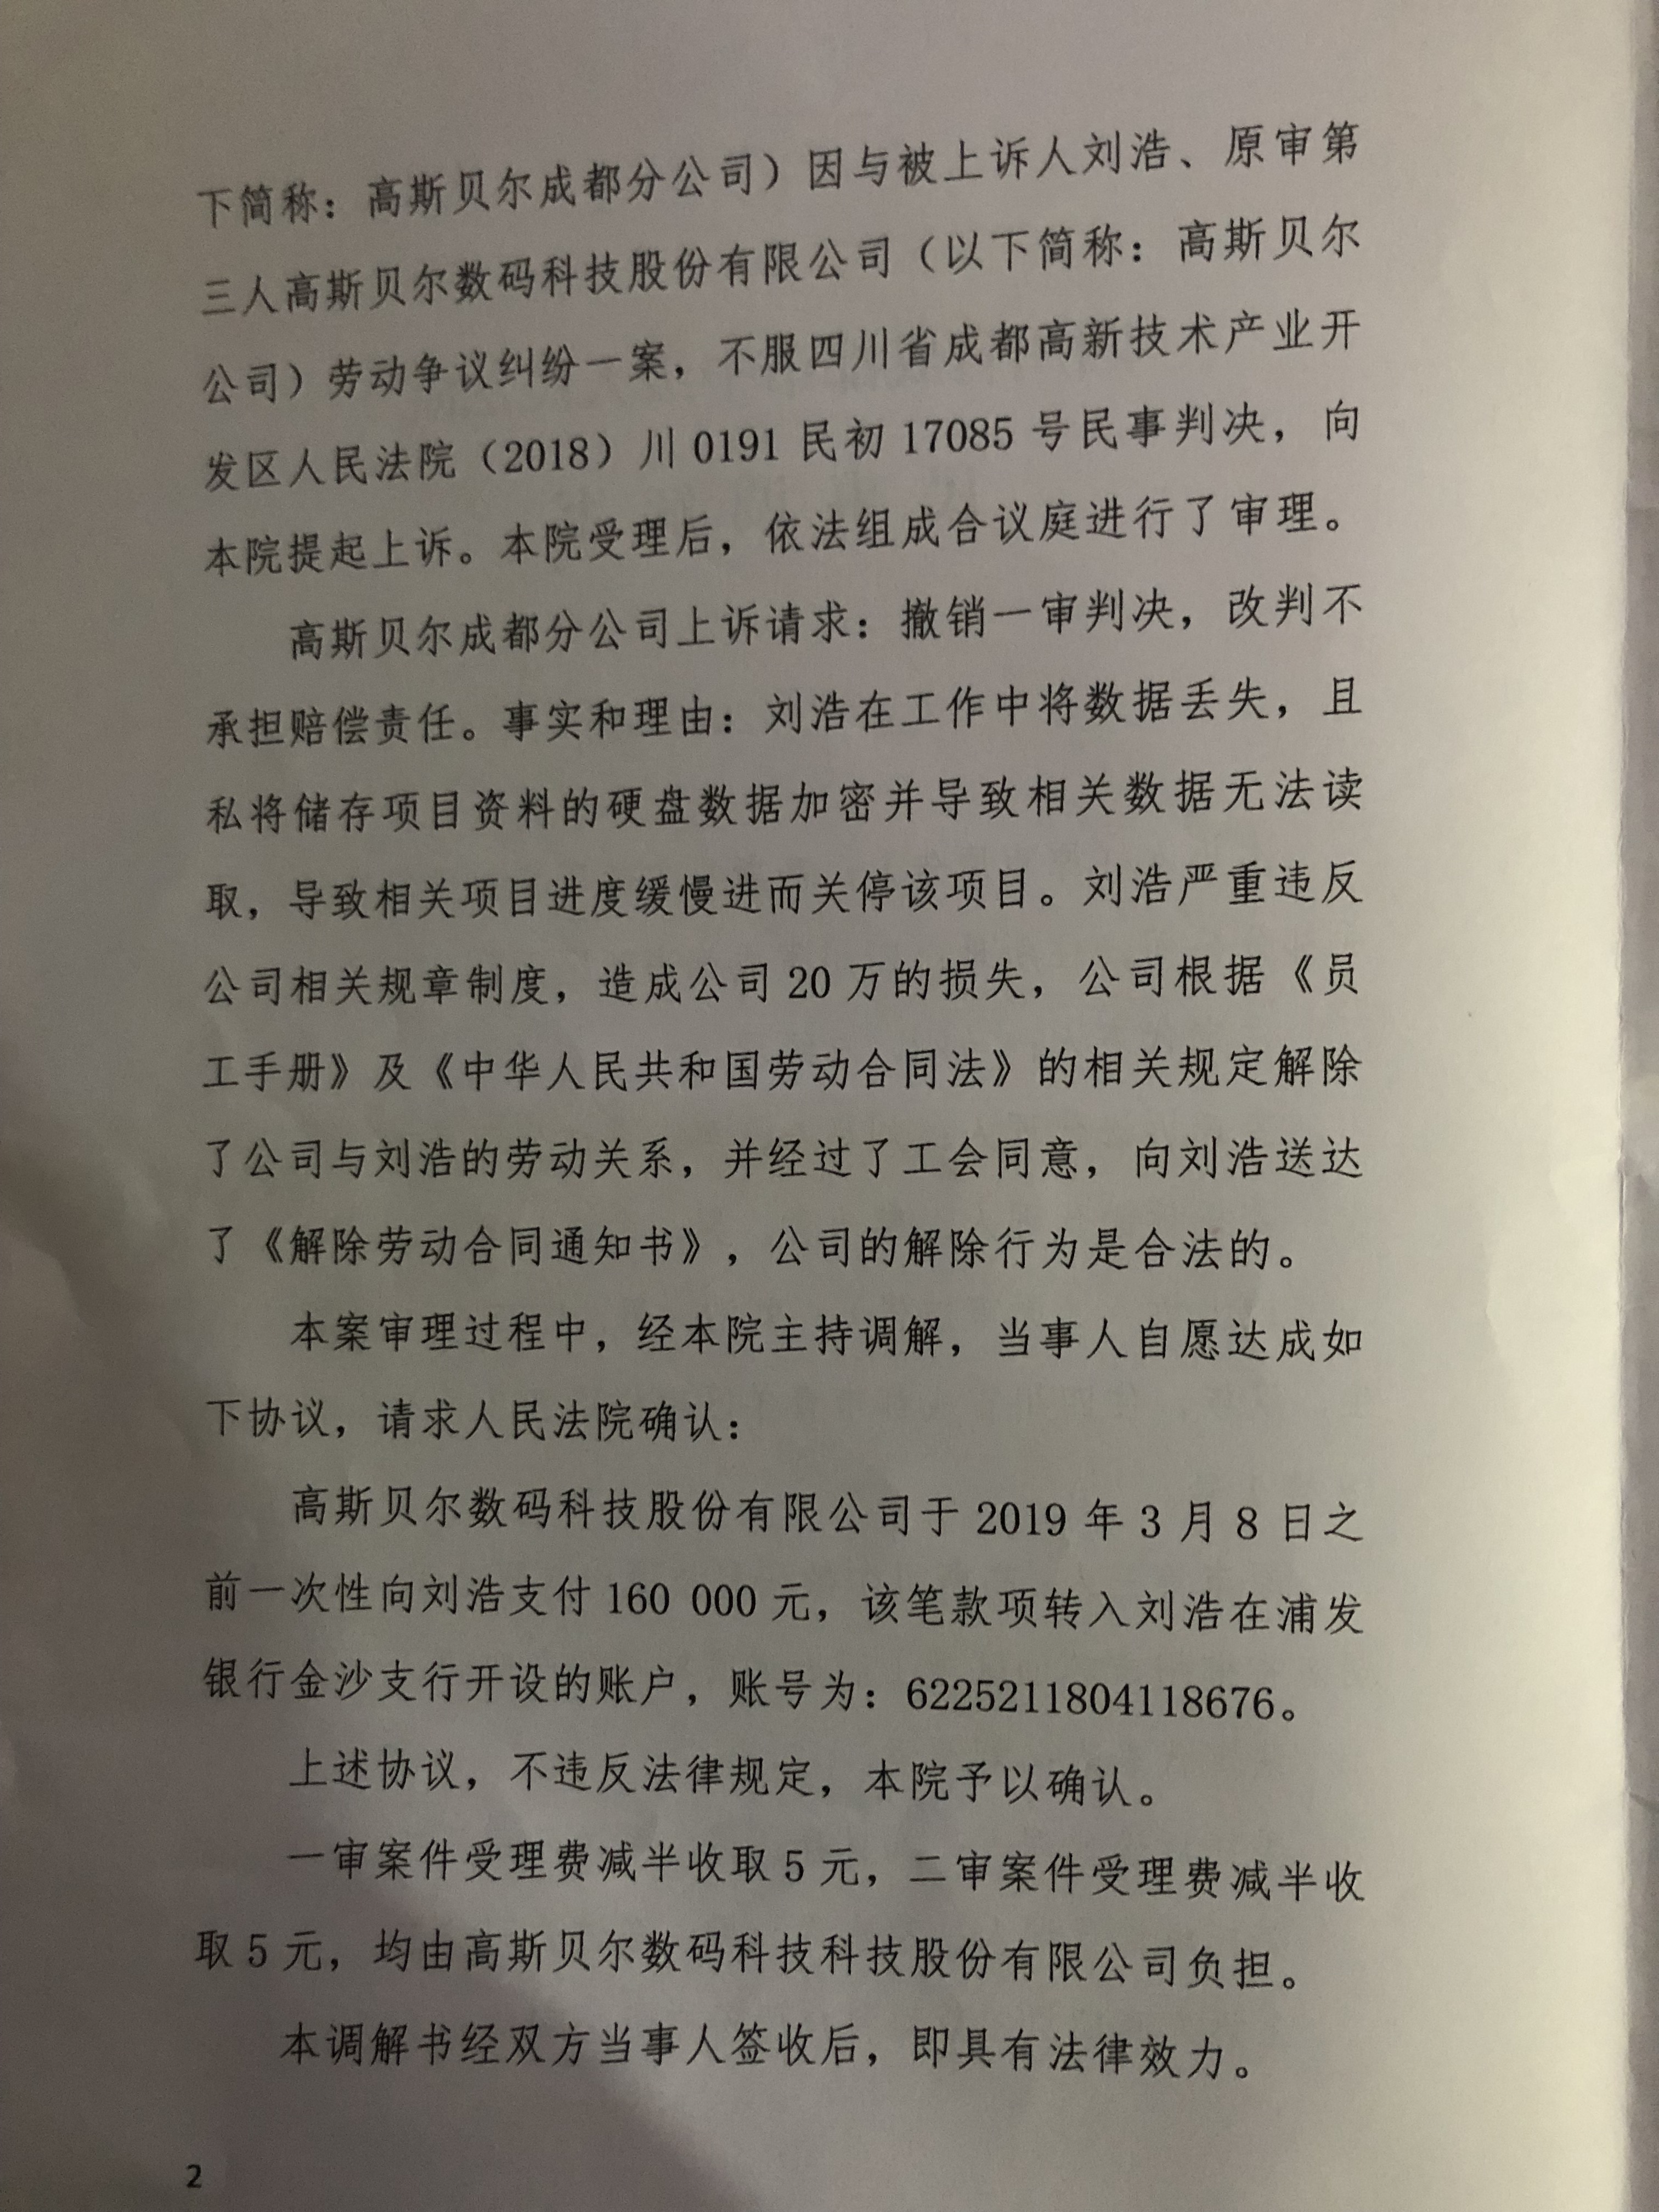 下简称：高斯贝尔成都分公司）因与被上诉人刘浩、原审第
三人高斯贝尔数码科技股份有限公司（以下简称：高斯贝尔
公司）劳动争议纠纷一案，不服四川省成都高新技术产业开
发区人民法院（2018）川 0191 民初 17085 号民事判决，向
本院提起上诉。本院受理后，依法组成合议庭进行了审理。
高斯贝尔成都分公司上诉请求：撤销一审判决，改判不
承担赔偿责任。事实和理由：刘浩在工作中将数据丢失，且
私将储存项目资料的硬盘数据加密并导致相关数据无法读
取，导致相关项目进度缓慢进而关停该项目。刘浩严重违反
公司相关规章制度，造成公司 20 万的损失，公司根据《员
工手册》及《中华人民共和国劳动合同法》的相关规定解除
了公司与刘浩的劳动关系，并经过了工会同意，向刘浩送达
了《解除劳动合同通知书》，公司的解除行为是合法的。
本案审理过程中，经本院主持调解，当事人自愿达成如
下协议，请求人民法院确认：
高斯贝尔数码科技股份有限公司于 2019 年 3 月 8 日之
前一次性向刘浩支付 160 000 元，该笔款项转入刘浩在浦发
银行金沙支行开设的账户，账号为：6225211804118676。
上述协议，不违反法律规定，本院予以确认。
一审案件受理费减半收取 5 元，二审案件受理费减半收
取 5 元，均由高斯贝尔数码科技科技股份有限公司负担。
本调解书经双方当事人签收后，即具有法律效力。
2